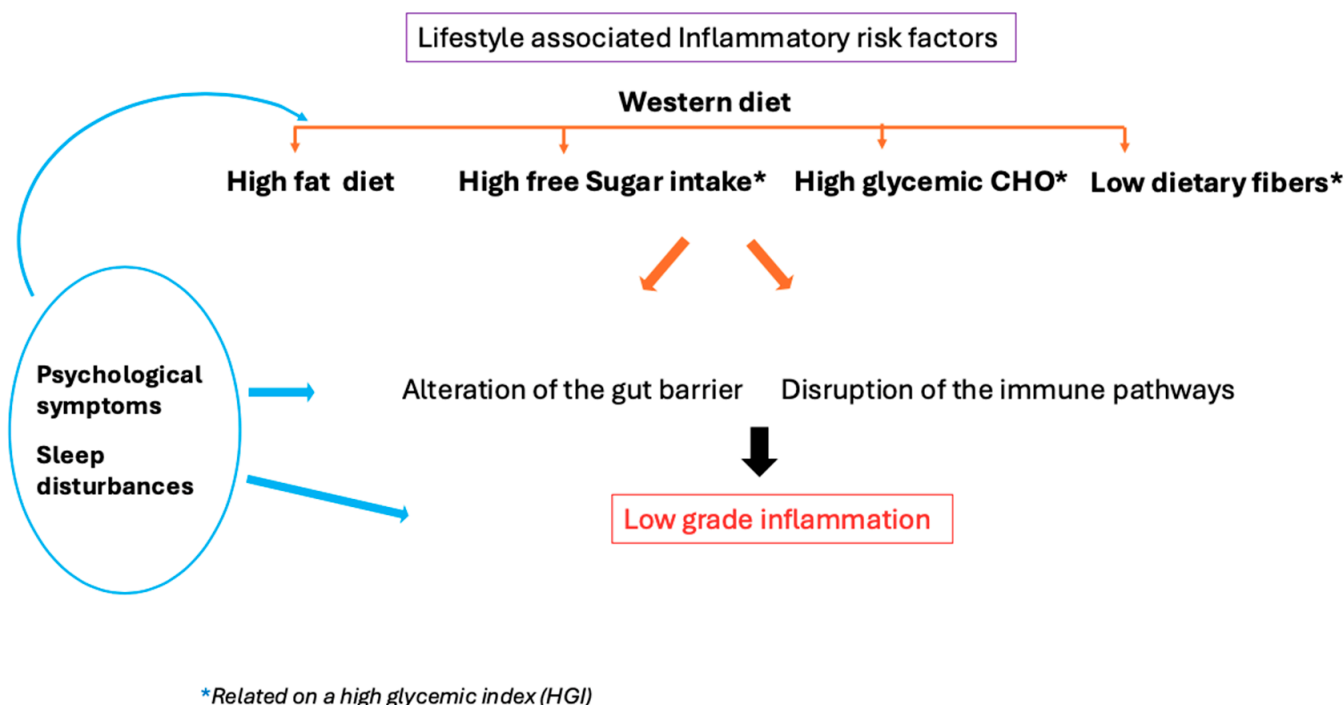 Lifestyle associated Inflammatory risk factors
Western diet
High fat diet
High free Sugar intake*
High glycemic CHO*
Low dietary fibers*
Psychological
symptoms
Sleep
disturbances
Alteration of the gut barrier
Disruption of the immune pathways
Low grade inflammation
*Related on a high glycemic index (HGI)